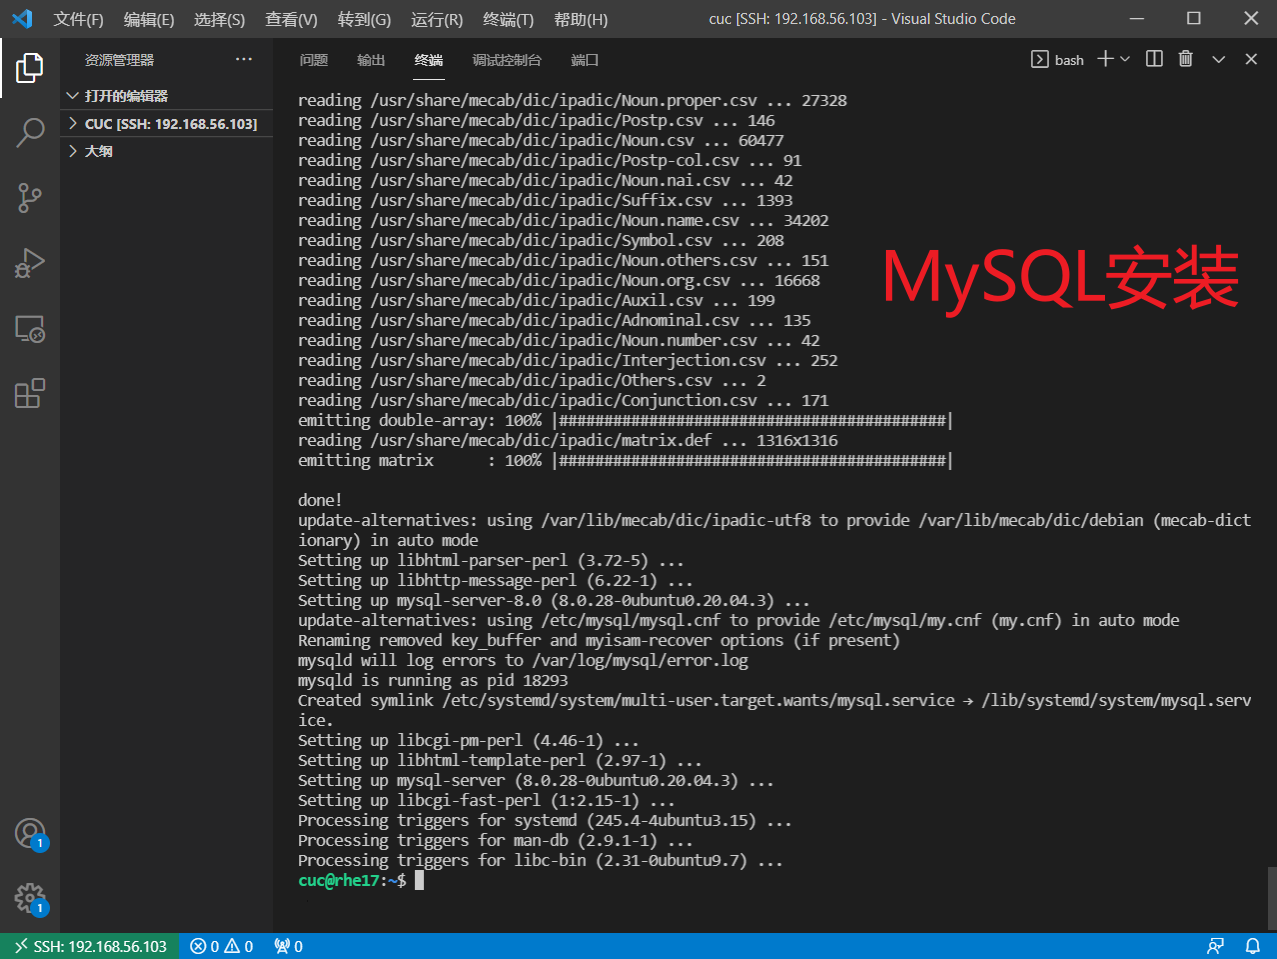 文件(F) 编辑(E) 选择(S) 查看(V) 转到(G) 运行(R) 终端(T) 帮助(H) cuc [SSH: 192.168.56.103] - Visual Studio Code
资源管理器 ···
打开的编辑器
CUC [SSH: 192.168.56.103]
大纲
问题 输出 终端 调试控制台 端口 bash
reading /usr/share/mecab/dic/ipadic/Noun.proper.csv ... 27328
reading /usr/share/mecab/dic/ipadic/Postp.csv ... 146
reading /usr/share/mecab/dic/ipadic/Noun.csv ... 60477
reading /usr/share/mecab/dic/ipadic/Postp-col.csv ... 91
reading /usr/share/mecab/dic/ipadic/Noun.nai.csv ... 42
reading /usr/share/mecab/dic/ipadic/Suffix.csv ... 1393
reading /usr/share/mecab/dic/ipadic/Noun.name.csv ... 34202
reading /usr/share/mecab/dic/ipadic/Symbol.csv ... 208
reading /usr/share/mecab/dic/ipadic/Noun.others.csv ... 151
reading /usr/share/mecab/dic/ipadic/Noun.org.csv ... 16668
reading /usr/share/mecab/dic/ipadic/Auxil.csv ... 199
reading /usr/share/mecab/dic/ipadic/Adnominal.csv ... 135
reading /usr/share/mecab/dic/ipadic/Noun.number.csv ... 42
reading /usr/share/mecab/dic/ipadic/Interjection.csv ... 252
reading /usr/share/mecab/dic/ipadic/Others.csv ... 2
reading /usr/share/mecab/dic/ipadic/Conjunction.csv ... 171
emitting double-array: 100% |###########################################|
reading /usr/share/mecab/dic/ipadic/matrix.def ... 1316x1316
emitting matrix      : 100% |###########################################|
done!
update-alternatives: using /var/lib/mecab/dic/ipadic-utf8 to provide /var/lib/mecab/dic/debian (mecab-dict
ionary) in auto mode
Setting up libhtml-parser-perl (3.72-5) ...
Setting up libhttp-message-perl (6.22-1) ...
Setting up mysql-server-8.0 (8.0.28-0ubuntu0.20.04.3) ...
update-alternatives: using /etc/mysql/mysql.cnf to provide /etc/mysql/my.cnf (my.cnf) in auto mode
Renaming removed key_buffer and myisam-recover options (if present)
mysqld will log errors to /var/log/mysql/error.log
mysqld is running as pid 18293
Created symlink /etc/systemd/system/multi-user.target.wants/mysql.service → /lib/systemd/system/mysql.serv
ice.
Setting up libcgi-pm-perl (4.46-1) ...
Setting up libhtml-template-perl (2.97-1) ...
Setting up mysql-server (8.0.28-0ubuntu0.20.04.3) ...
Setting up libcgi-fast-perl (1:2.15-1) ...
Processing triggers for systemd (245.4-4ubuntu3.15) ...
Processing triggers for man-db (2.9.1-1) ...
Processing triggers for libc-bin (2.31-0ubuntu9.7) ...
cuc@rhe17:~$
MySQL安装
1
1
SSH: 192.168.56.103 0 0 0